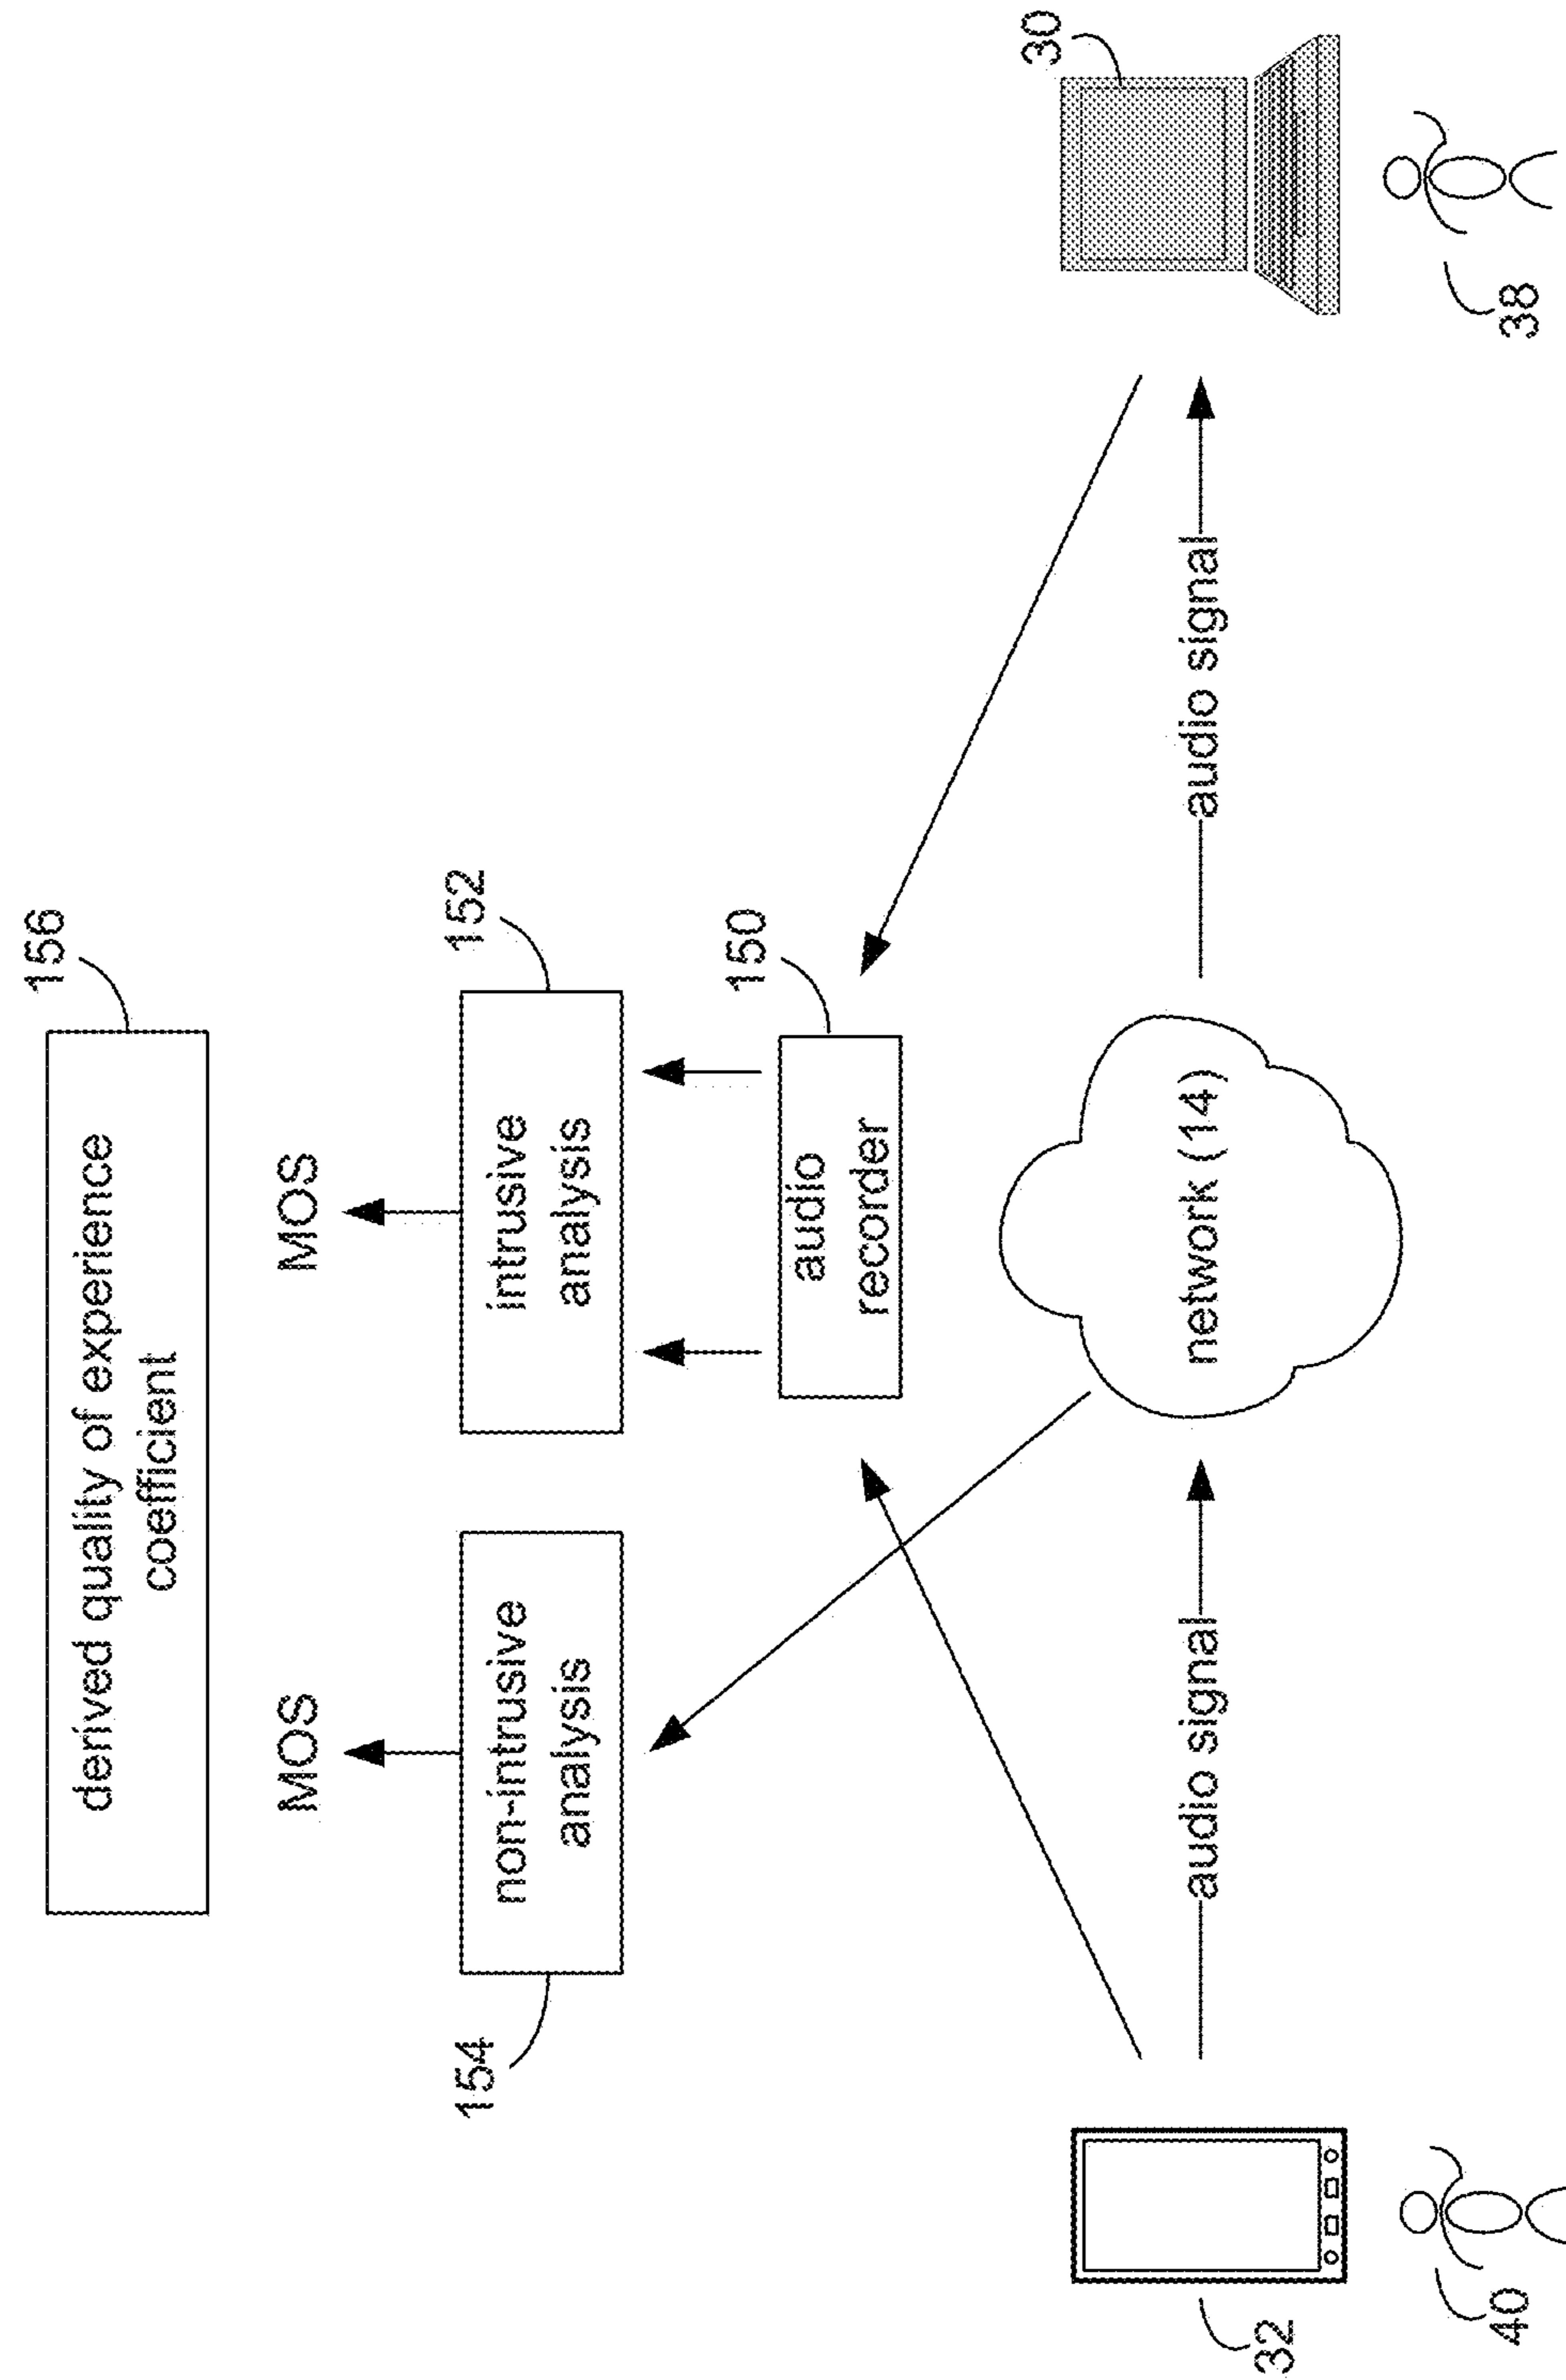 156
derived quality of experience
coefficient
MOS
MOS
154
non-intrusive
analysis
intrusive
analysis
152
audio
recorder
150
30
32
audio signal
network (14)
audio signal
40
38